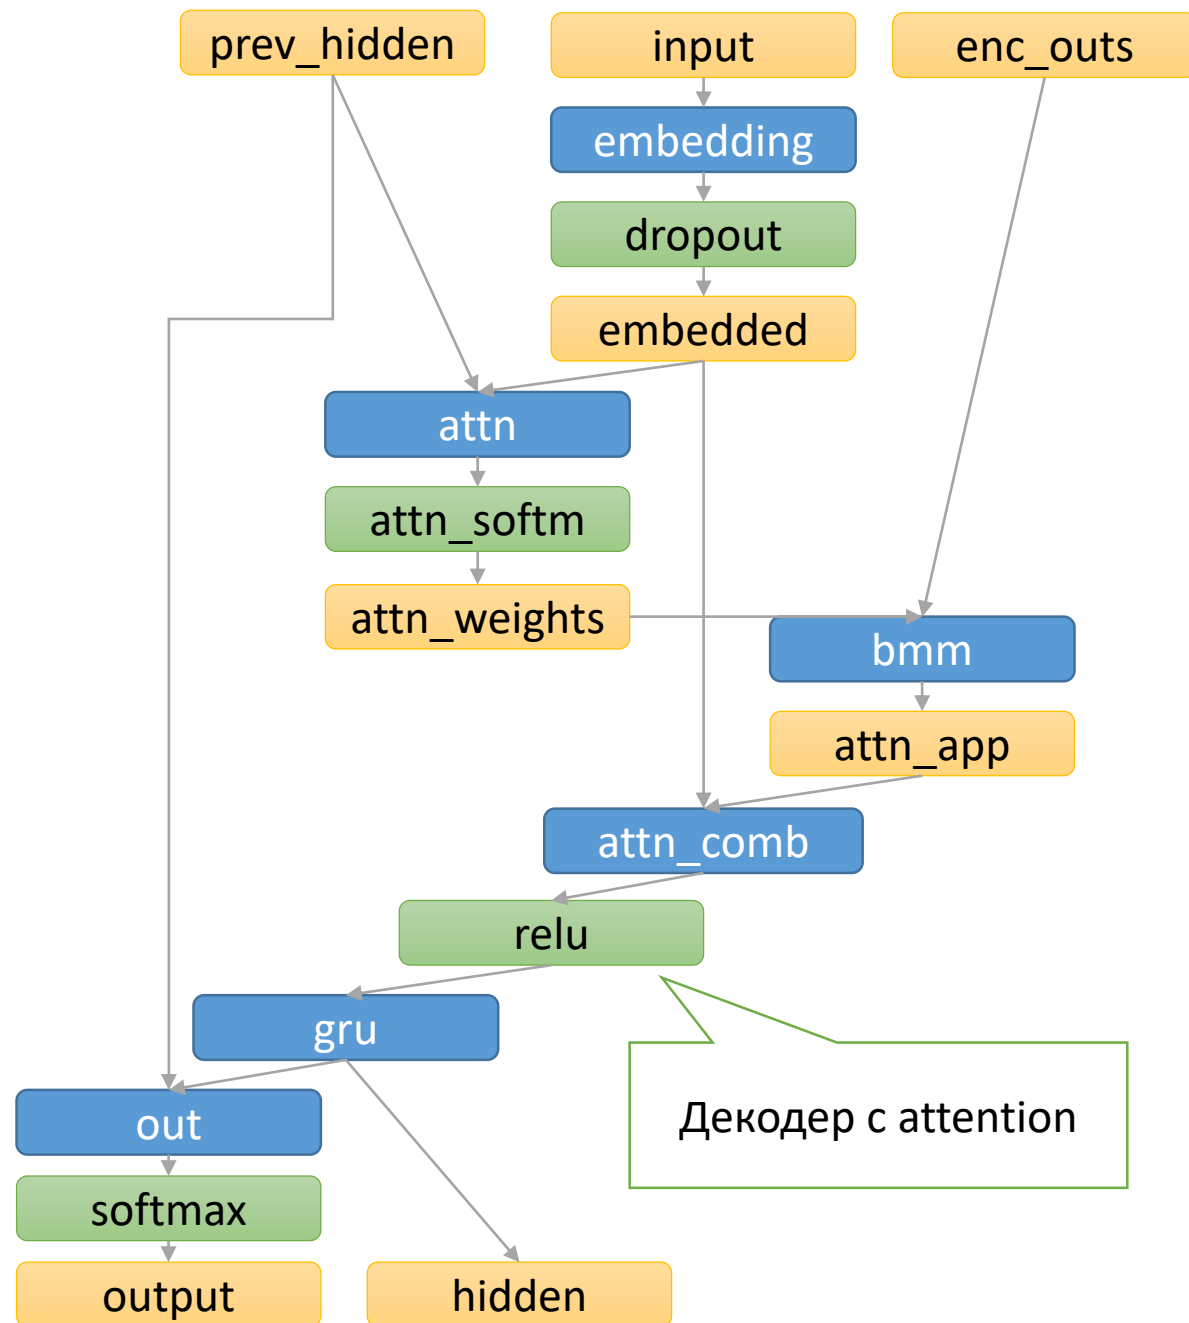 prev_hidden
input
enc_outs
embedding
dropout
embedded
attn
attn_softm
attn_weights
bmm
attn_app
attn_comb
relu
gru
Декодер с attention
out
softmax
output
hidden